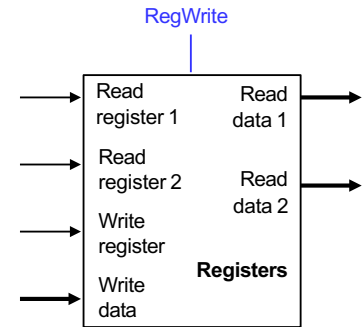 RegWrite
Read
register 1
Read
data 1
Read
register 2
Read
data 2
Write
register
Registers
Write
data